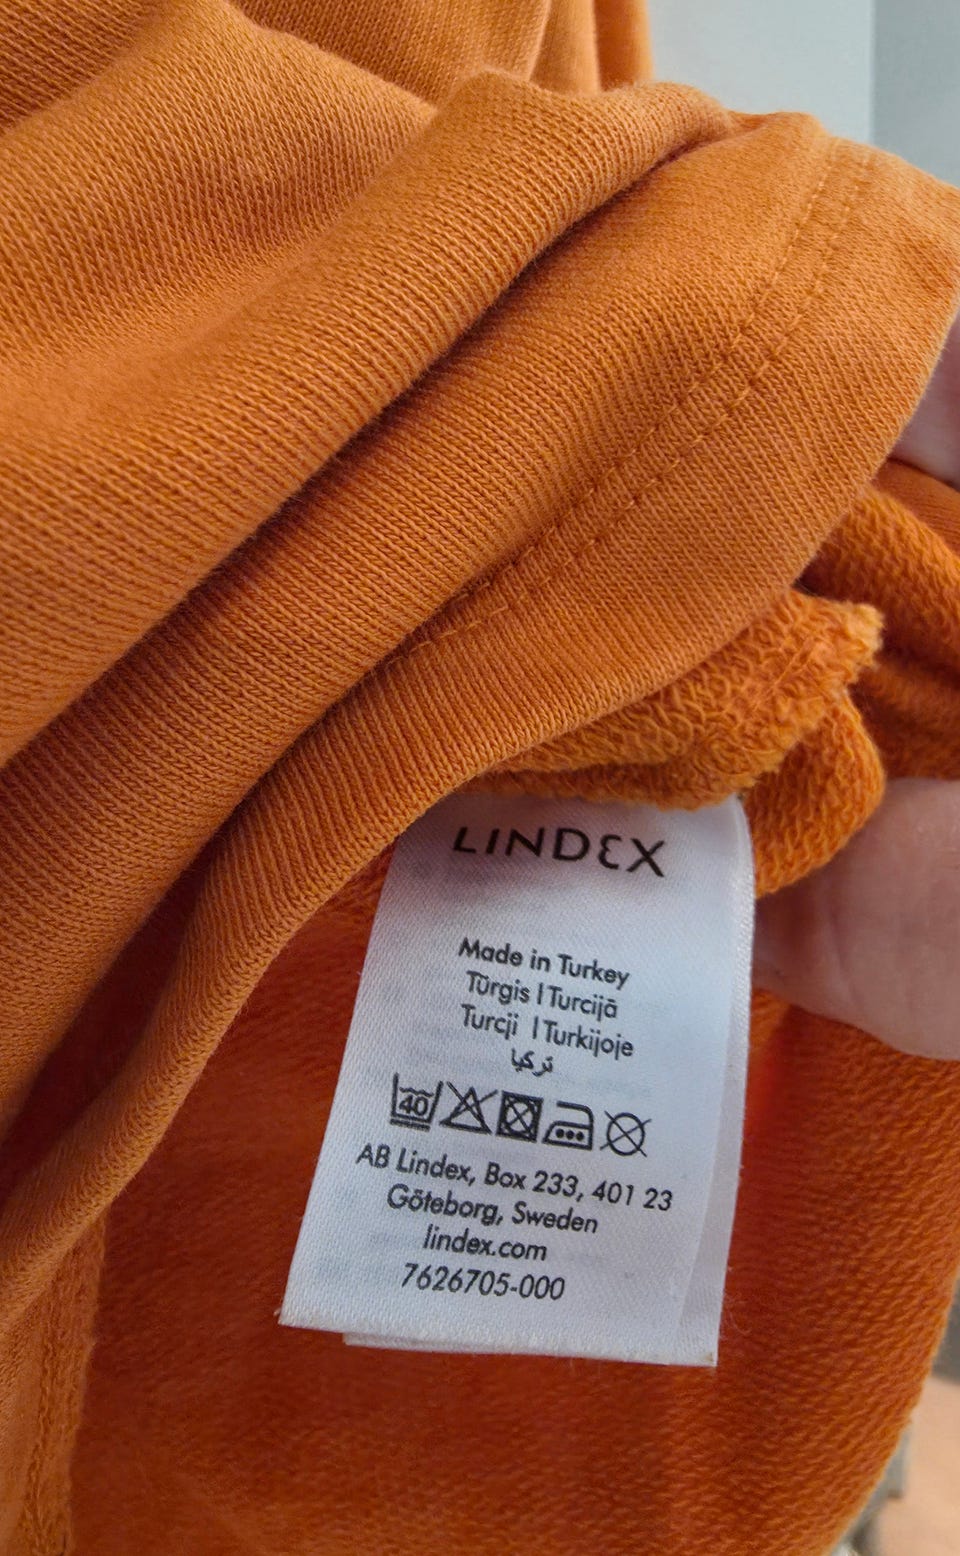 LINDEX
Made in Turkey
Türgis | Turcijā
Turcji | Turkijoje
تركيا
40
AB Lindex, Box 233, 401 23
Göteborg, Sweden
lindex.com
7626705-000